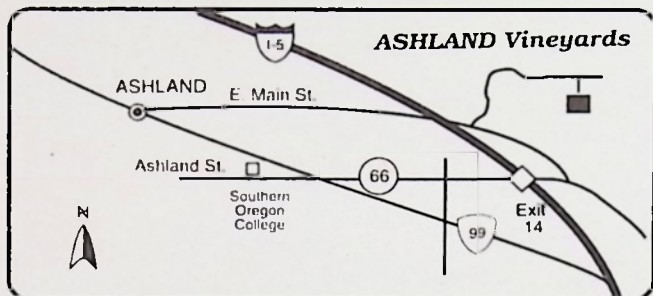 I-5
ASHLAND Vineyards
ASHLAND
E. Main St.
Ashland St.
66
Southern
Oregon
College
Exit
14
99
N